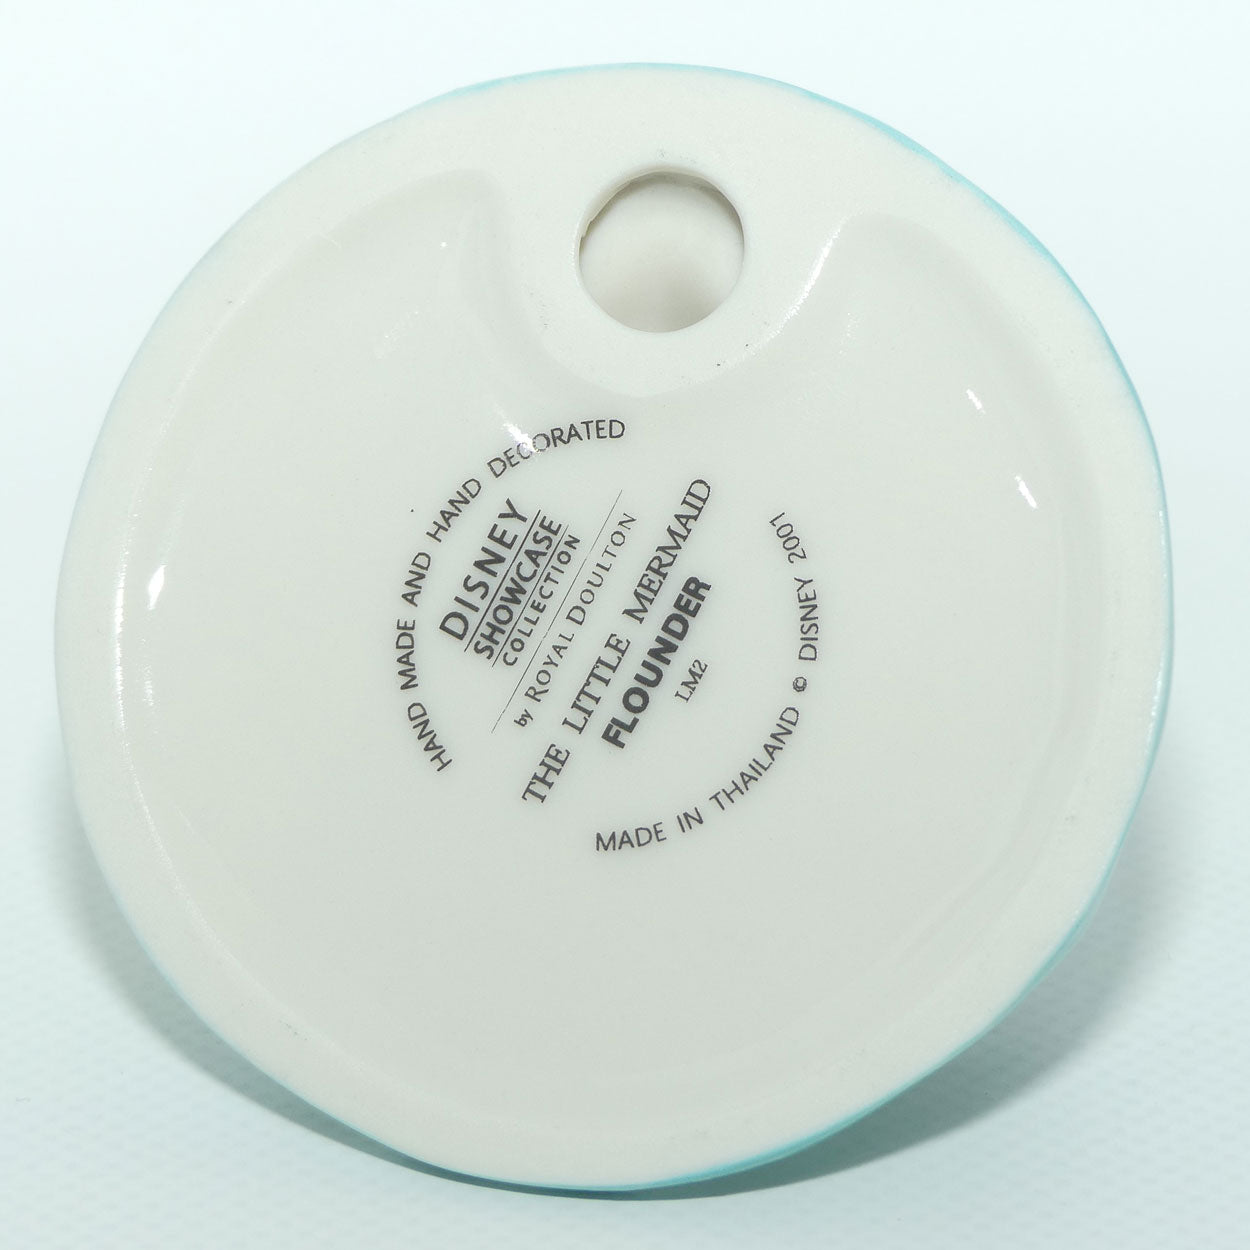 HAND MADE AND HAND DECORATED
DISNEY
SHOWCASE
COLLECTION
by ROYAL DOULTON
THE LITTLE MERMAID
FLOUNDER
LM2
MADE IN THAILAND © DISNEY 2001